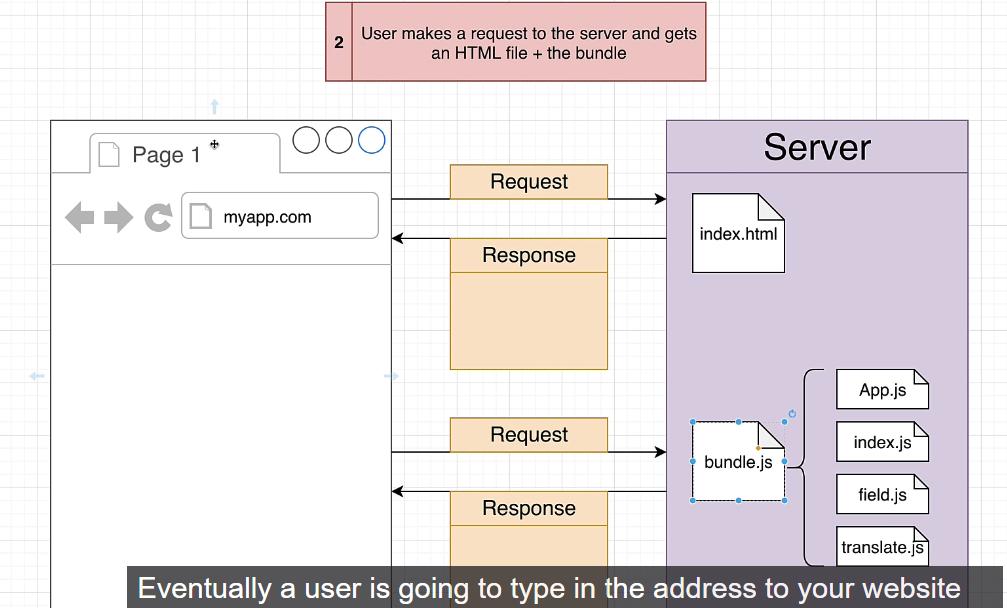 2
User makes a request to the server and gets
an HTML file + the bundle
Page 1
myapp.com
Request
Response
Request
Response
Server
index.html
bundle.js
App.js
index.js
field.js
translate.js
Eventually a user is going to type in the address to your website